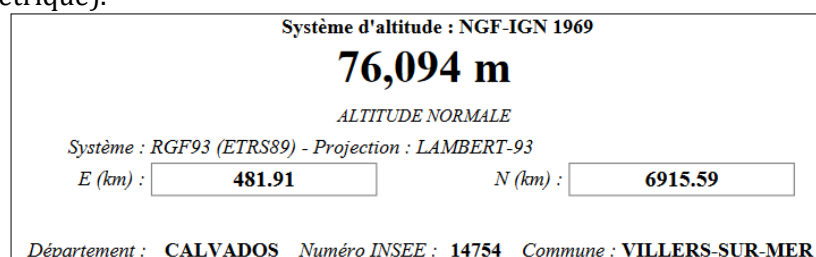 étrique).
Système d'altitude : NGF-IGN 1969
76,094 m
ALTITUDE NORMALE
Système : RGF93 (ETRS89) - Projection : LAMBERT-93
E (km) : 481.91 N (km) : 6915.59
Département : CALVADOS Numéro INSEE : 14754 Commune : VILLERS-SUR-MER